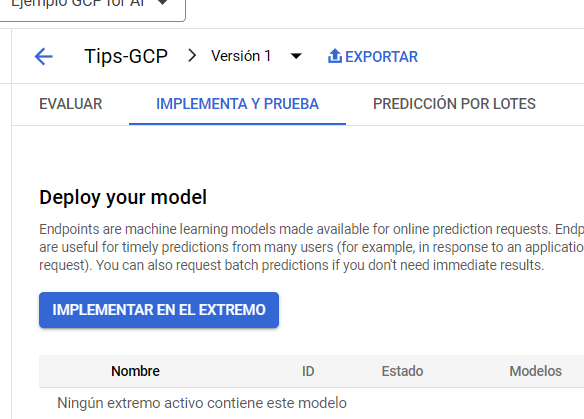 Ejemplo GCP for AI
Tips-GCP
Versión 1
EXPORTAR
EVALUAR
IMPLEMENTA Y PRUEBA
PREDICCIÓN POR LOTES
Deploy your model
Endpoints are machine learning models made available for online prediction requests. Endp
are useful for timely predictions from many users (for example, in response to an application
request). You can also request batch predictions if you don't need immediate results.
IMPLEMENTAR EN EL EXTREMO
Nombre ID Estado Modelos
Ningún extremo activo contiene este modelo